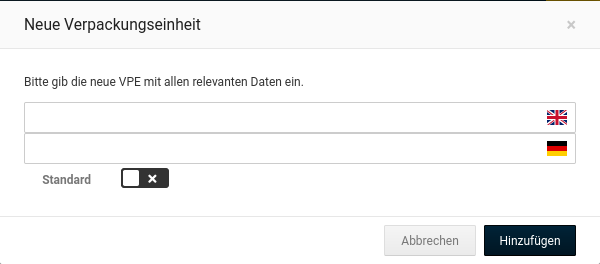 Neue Verpackungseinheit
Bitte gib die neue VPE mit allen relevanten Daten ein.
Standard
Abbrechen
Hinzufügen